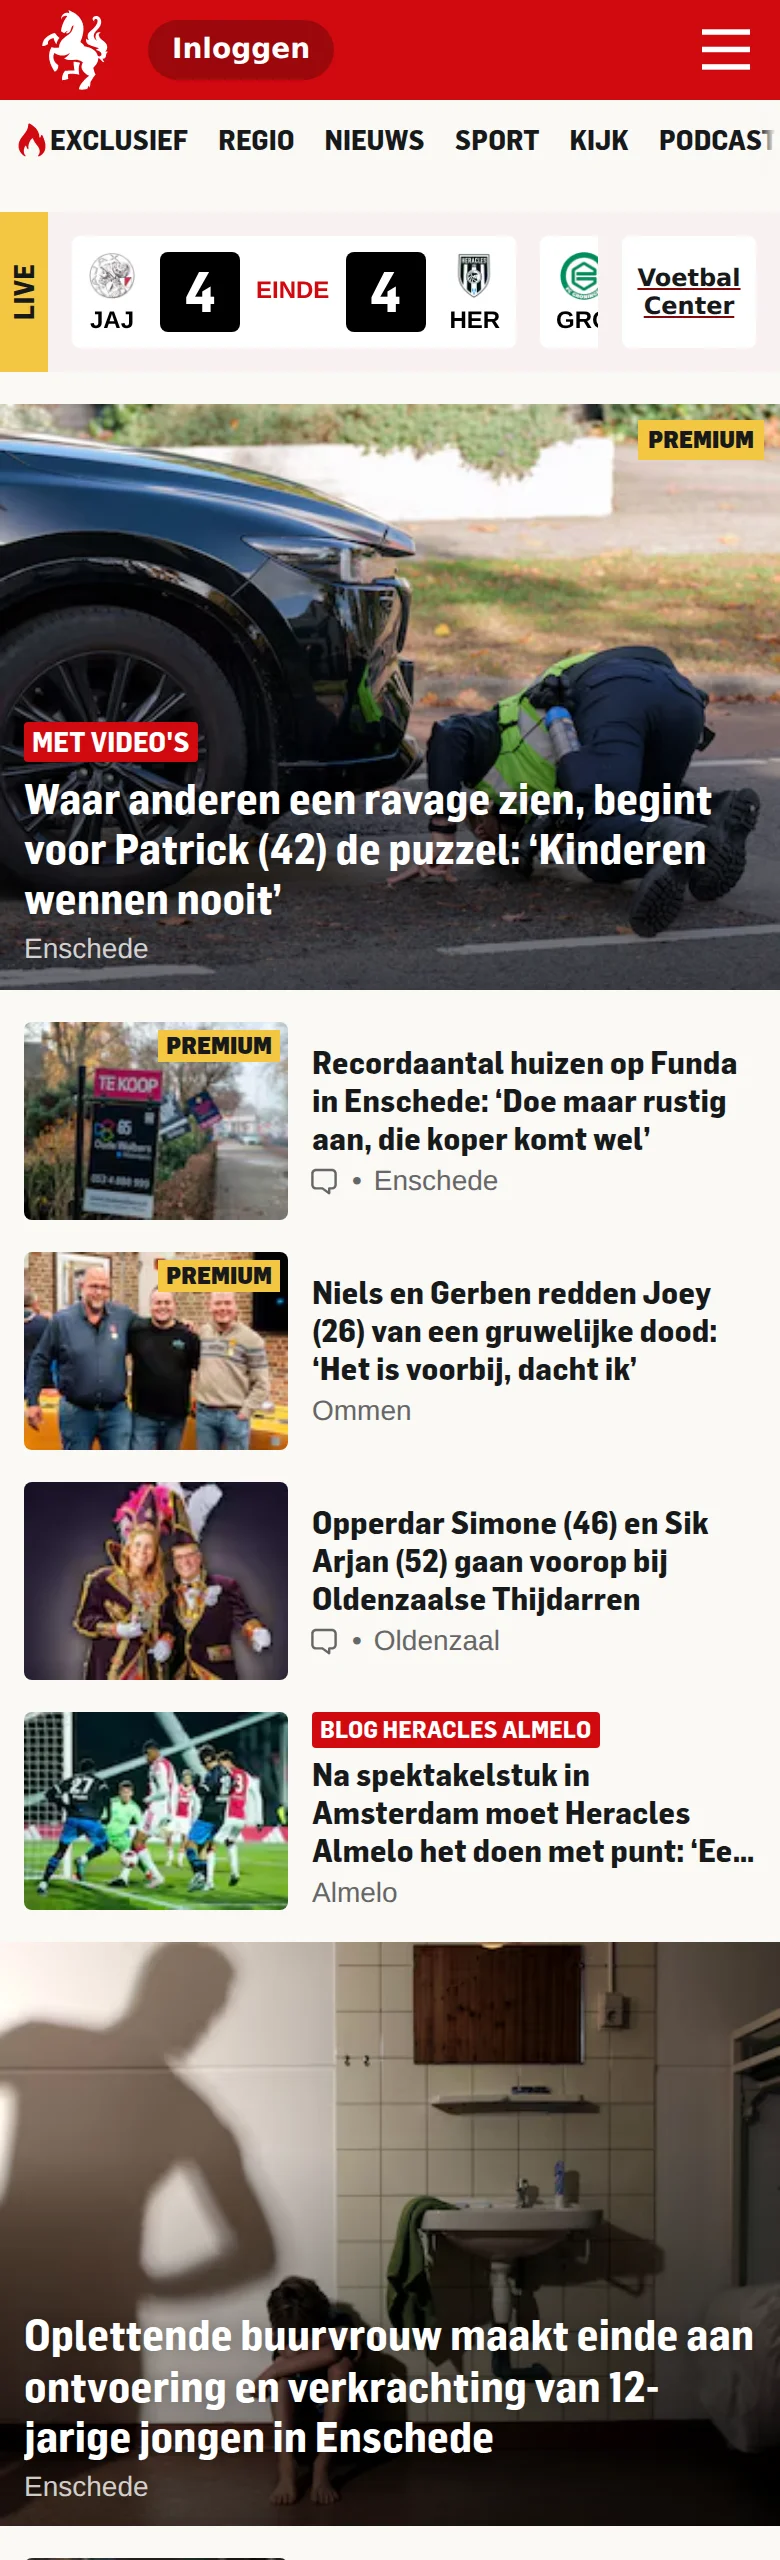 Inloggen
EXCLUSIEF REGIO NIEUWS SPORT KIJK PODCAST
LIVE
4 EINDE 4
JAJ HER GRO
Voetbal
Center
PREMIUM
MET VIDEO'S
Waar anderen een ravage zien, begint
voor Patrick (42) de puzzel: ‘Kinderen
wennen nooit’
Enschede
PREMIUM
TE KOOP
Recordaantal huizen op Funda
in Enschede: ‘Doe maar rustig
aan, die koper komt wel’
• Enschede
PREMIUM
Niels en Gerben redden Joey
(26) van een gruwelijke dood:
‘Het is voorbij, dacht ik’
Ommen
Opperdar Simone (46) en Sik
Arjan (52) gaan voorop bij
Oldenzaalse Thijdarren
• Oldenzaal
27
BLOG HERACLES ALMELO
Na spektakelstuk in
Amsterdam moet Heracles
Almelo het doen met punt: ‘Ee...
Almelo
Oplettende buurvrouw maakt einde aan
ontvoering en verkrachting van 12-
jarige jongen in Enschede
Enschede